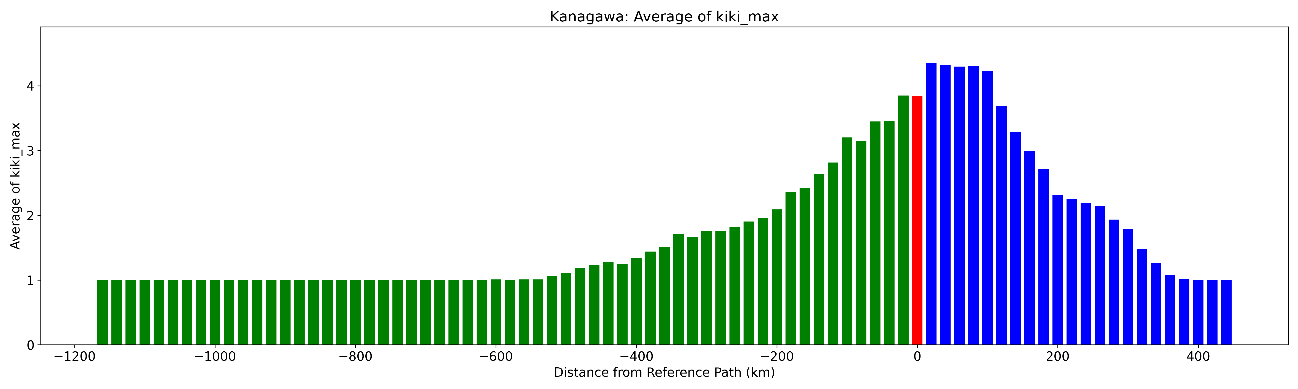 Kanagawa: Average of kiki_max
Average of kiki_max
4
3
2
1
0
−1200 −1000 −800 −600 −400 −200 0 200 400
Distance from Reference Path (km)